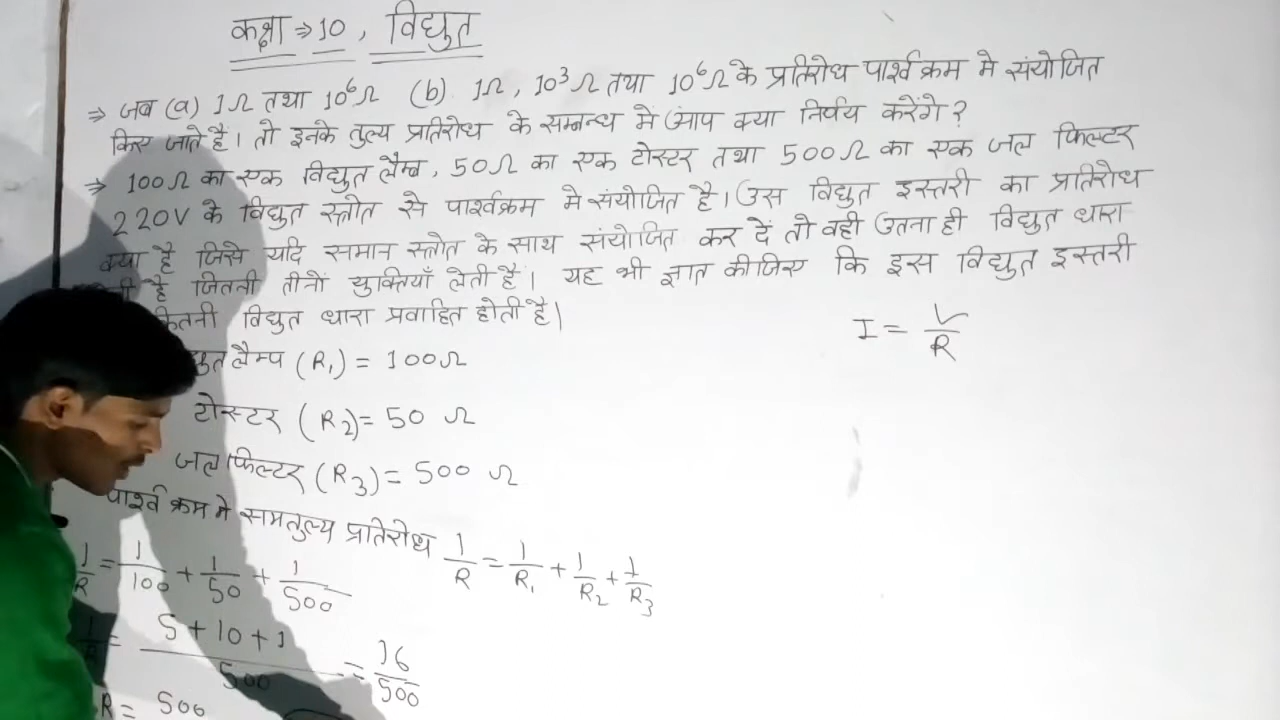 कक्षा ⇒ 10, विद्युत
⇒ जब (a) 1Ω तथा 10⁶Ω (b) 1Ω, 10³Ω तथा 10⁶Ω के प्रतिरोध पार्श्वक्रम मे संयोजित
किए जाते है। तो इनके तुल्य प्रतिरोध के सम्बन्ध में आप क्या निर्णय करेंगे?
⇒ 100Ω का एक विद्युत लैम्ब, 50Ω का एक टोस्टर तथा 500Ω का एक जल फिल्टर
220V के विद्युत स्त्रोत से पार्श्वक्रम मे संयोजित है। उस विद्युत इस्तरी का प्रतिरोध
क्या है जिसे यदि समान स्त्रोत के साथ संयोजित कर दें तो वही उतना ही विद्युत धारा
है जितनी तीनों युक्तियाँ लेती है। यह भी ज्ञात कीजिए कि इस विद्युत इस्तरी
कितनी विद्युत धारा प्रवाहित होती है।
I = V/R
लैम्प (R₁) = 100Ω
टोस्टर (R₂) = 50 Ω
जल फिल्टर (R₃) = 500 Ω
पार्श्व क्रम मे समतुल्य प्रतिरोध 1/R = 1/R₁ + 1/R₂ + 1/R₃
1/R = 1/100 + 1/50 + 1/500
= 5+10+1/500 = 16/500
R = 500